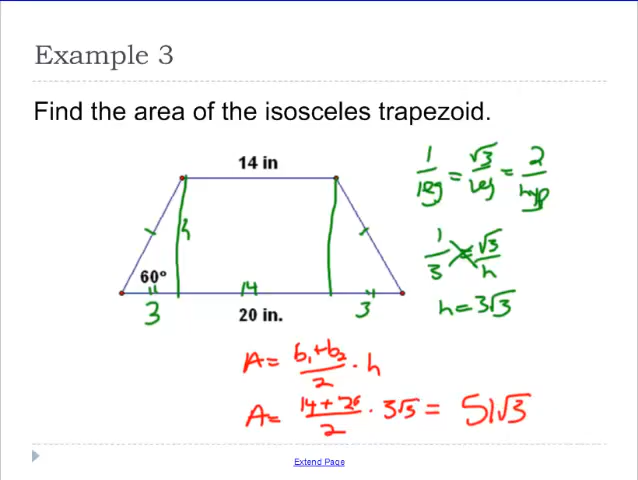 Example 3
Find the area of the isosceles trapezoid.
14 in
1/leg = √3/leg = 2/hyp
h
1/3 = √3/h
60°
14
3
3
20 in.
h = 3√3
A = b₁+b₂/2 · h
A = 14+20/2 · 3√3 = 51√3
Extend Page